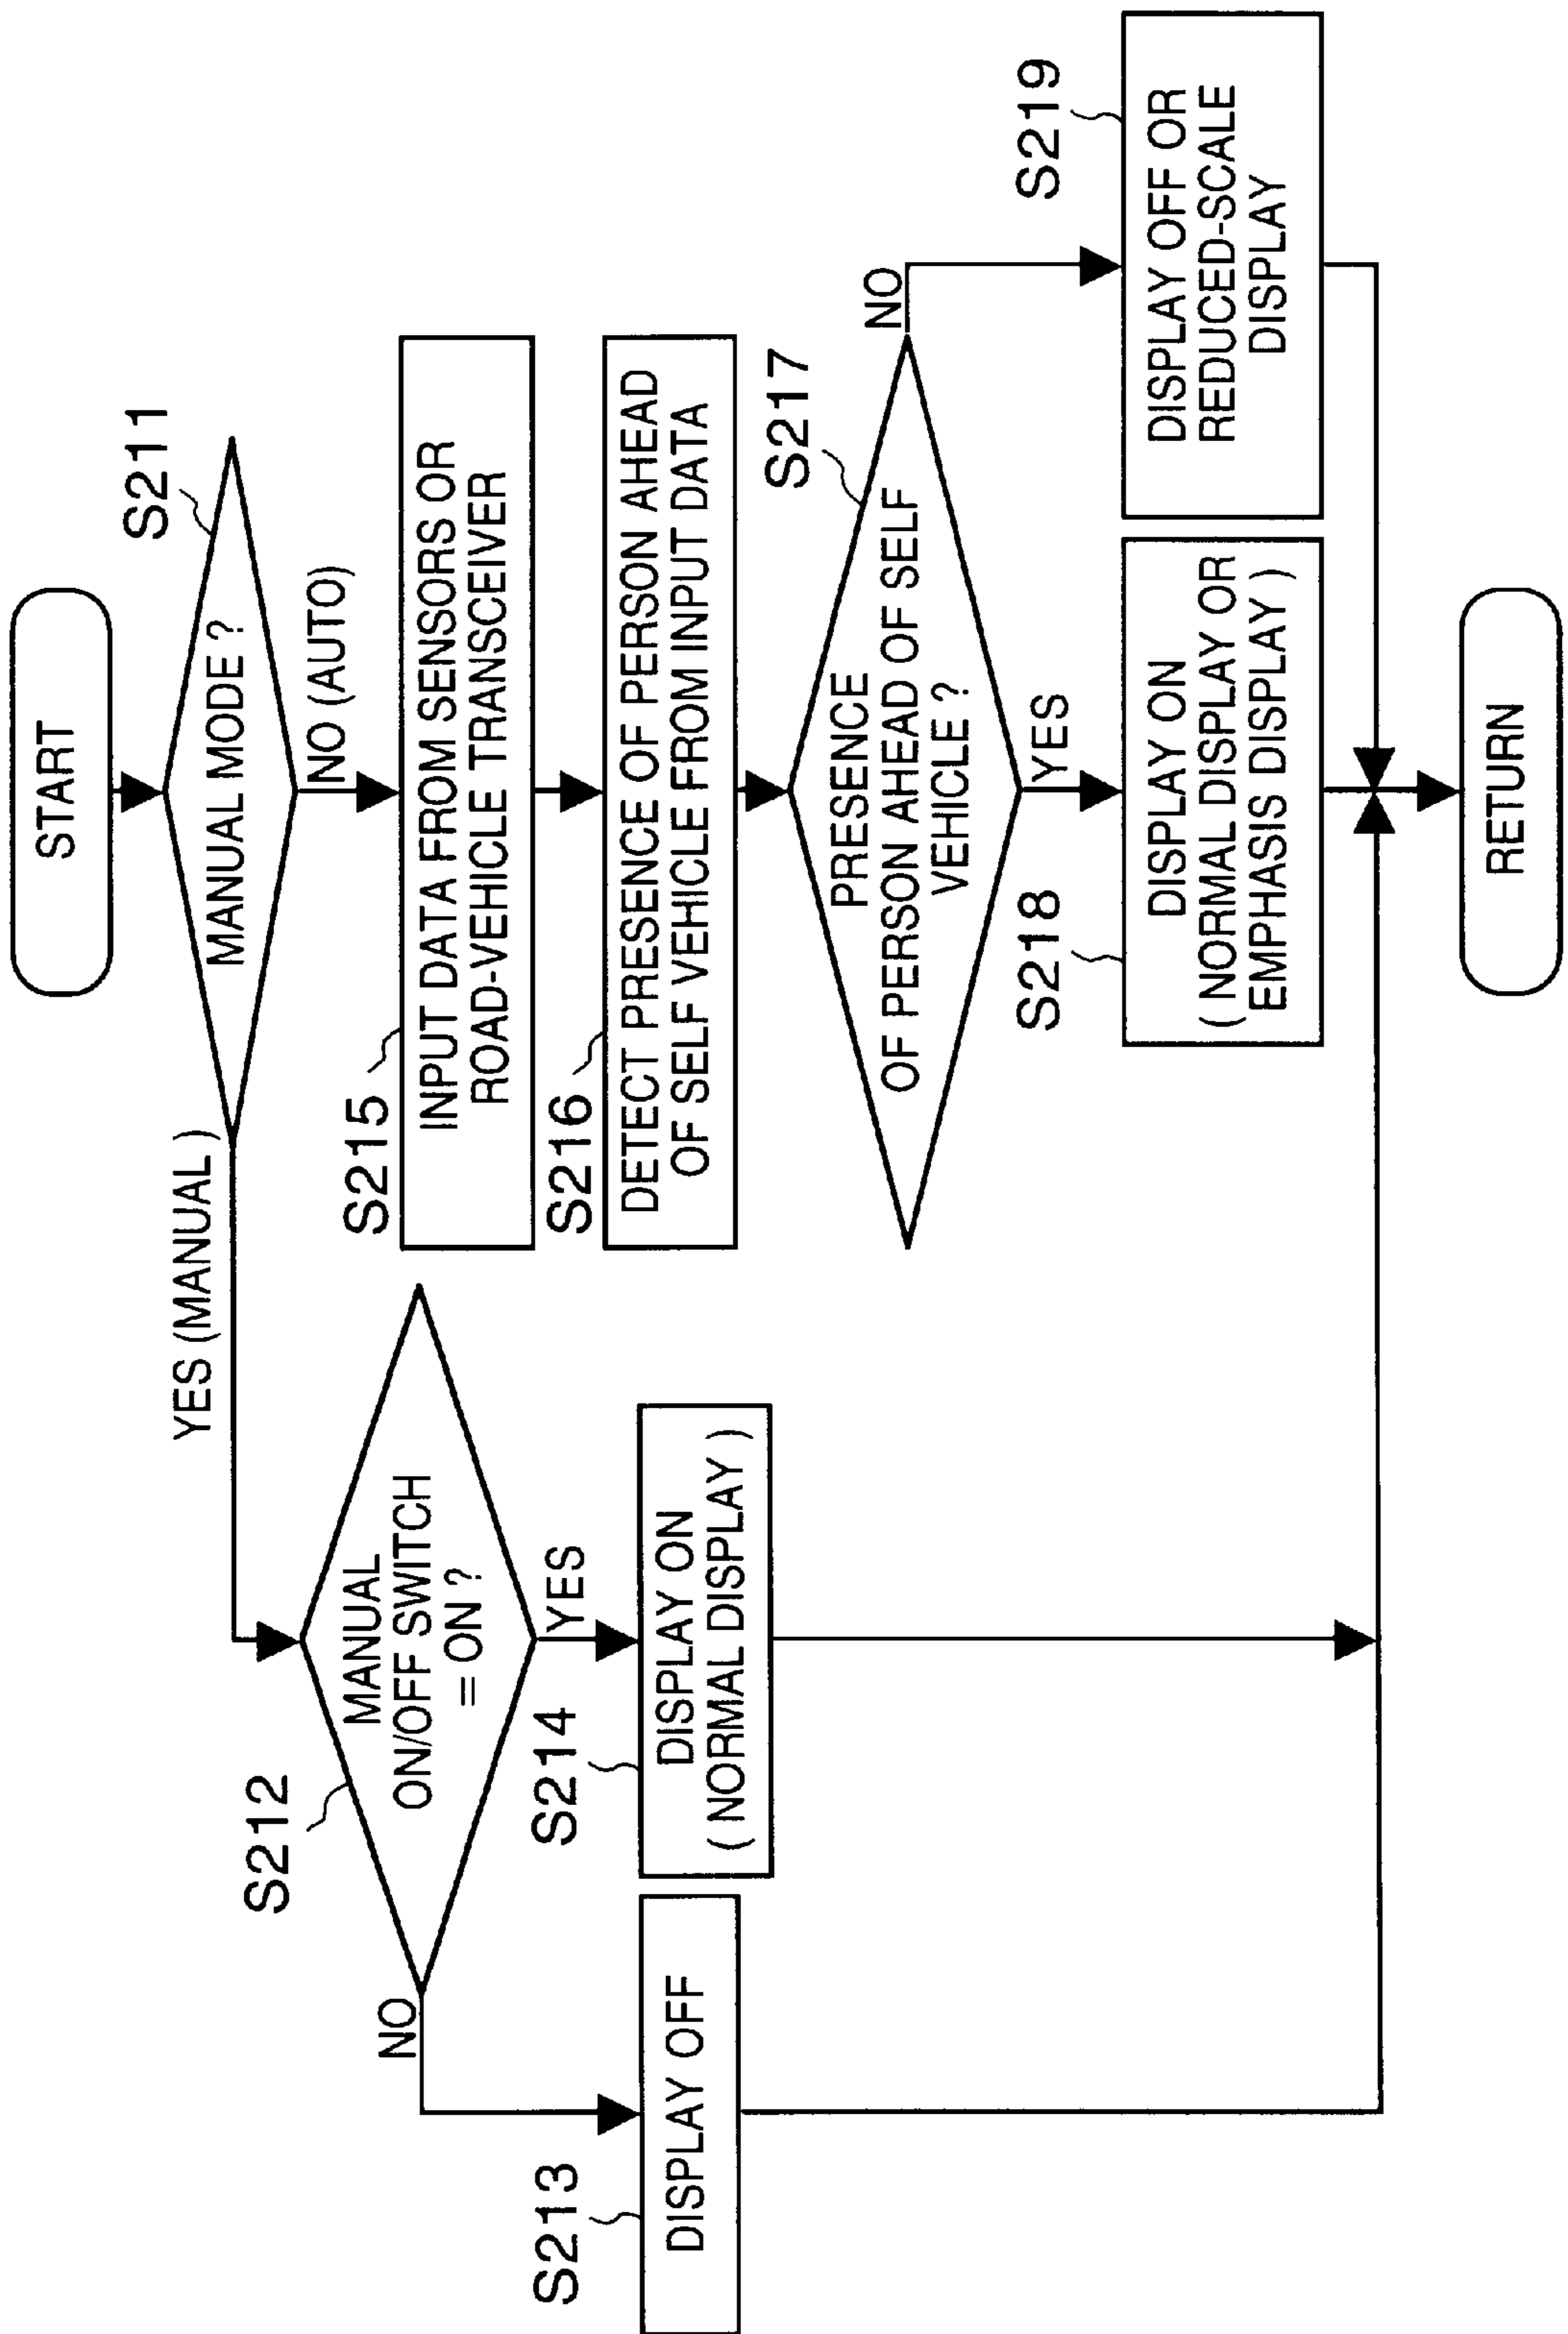 START
S211
MANUAL MODE ?
YES (MANUAL )
NO (AUTO)
S212
MANUAL
ON/OFF SWITCH
= ON ?
NO
YES
S213
DISPLAY OFF
S214
DISPLAY ON
( NORMAL DISPLAY )
S215
INPUT DATA FROM SENSORS OR
ROAD-VEHICLE TRANSCEIVER
S216
DETECT PRESENCE OF PERSON AHEAD
OF SELF VEHICLE FROM INPUT DATA
S217
PRESENCE
OF PERSON AHEAD OF SELF
VEHICLE ?
NO
YES
S218
DISPLAY ON
( NORMAL DISPLAY OR
EMPHASIS DISPLAY )
S219
DISPLAY OFF OR
REDUCED-SCALE
DISPLAY
RETURN